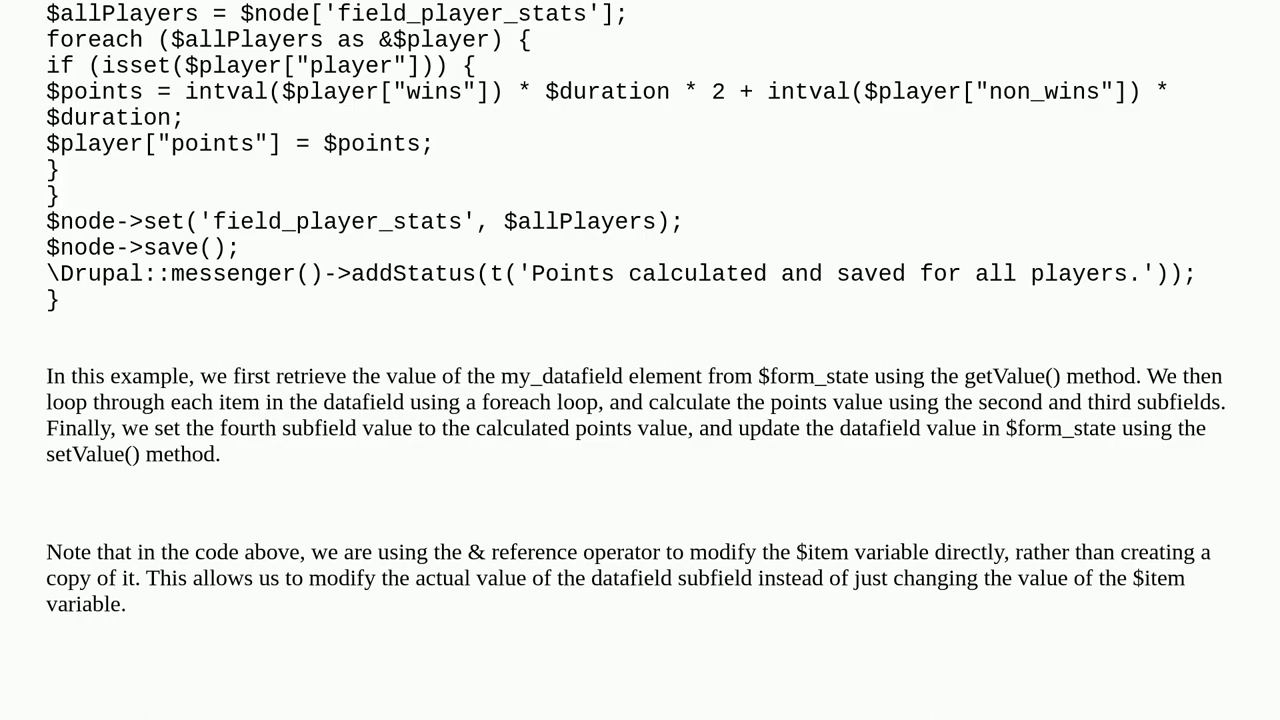 $allPlayers = $node['field_player_stats'];
foreach ($allPlayers as &$player) {
if (isset($player["player"])) {
$points = intval($player["wins"]) * $duration * 2 + intval($player["non_wins"]) *
$duration;
$player["points"] = $points;
}
}
$node->set('field_player_stats', $allPlayers);
$node->save();
\Drupal::messenger()->addStatus(t('Points calculated and saved for all players.'));
}
In this example, we first retrieve the value of the my_datafield element from $form_state using the getValue() method. We then
loop through each item in the datafield using a foreach loop, and calculate the points value using the second and third subfields.
Finally, we set the fourth subfield value to the calculated points value, and update the datafield value in $form_state using the
setValue() method.
Note that in the code above, we are using the & reference operator to modify the $item variable directly, rather than creating a
copy of it. This allows us to modify the actual value of the datafield subfield instead of just changing the value of the $item
variable.